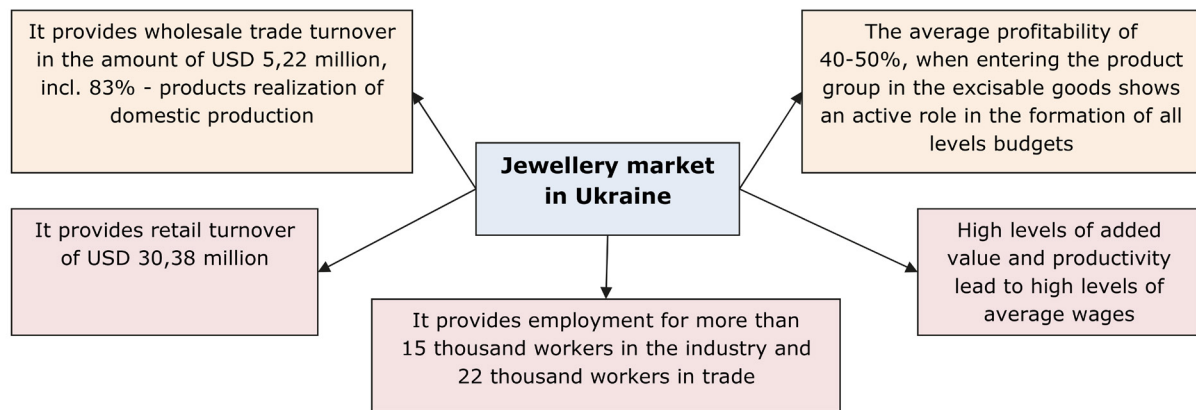 It provides wholesale trade turnover
in the amount of USD 5,22 million,
incl. 83% - products realization of
domestic production
The average profitability of
40-50%, when entering the product
group in the excisable goods shows
an active role in the formation of all
levels budgets
Jewellery market
in Ukraine
It provides retail turnover
of USD 30,38 million
High levels of added
value and productivity
lead to high levels of
average wages
It provides employment for more than
15 thousand workers in the industry and
22 thousand workers in trade